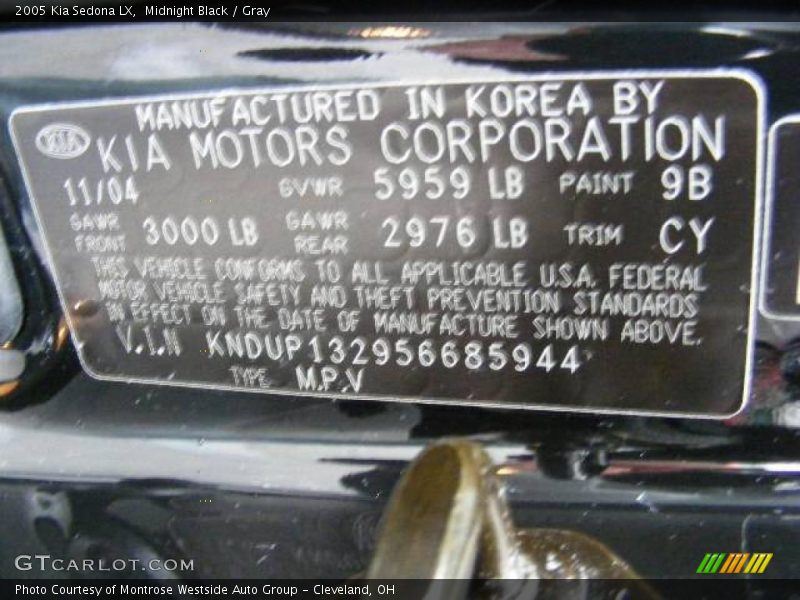 2005 Kia Sedona LX, Midnight Black / Gray
MANUFACTURED IN KOREA BY
KIA KIA MOTORS CORPORATION
11/04 GVWR 5959 LB PAINT 9B
GAWR FRONT 3000 LB GAWR REAR 2976 LB TRIM CY
THIS VEHICLE CONFORMS TO ALL APPLICABLE U.S.A. FEDERAL
MOTOR VEHICLE SAFETY AND THEFT PREVENTION STANDARDS
IN EFFECT ON THE DATE OF MANUFACTURE SHOWN ABOVE.
V.I.N KNDUP132956685944
TYPE M.P.V
GTCARLOT.COM
Photo Courtesy of Montrose Westside Auto Group - Cleveland, OH